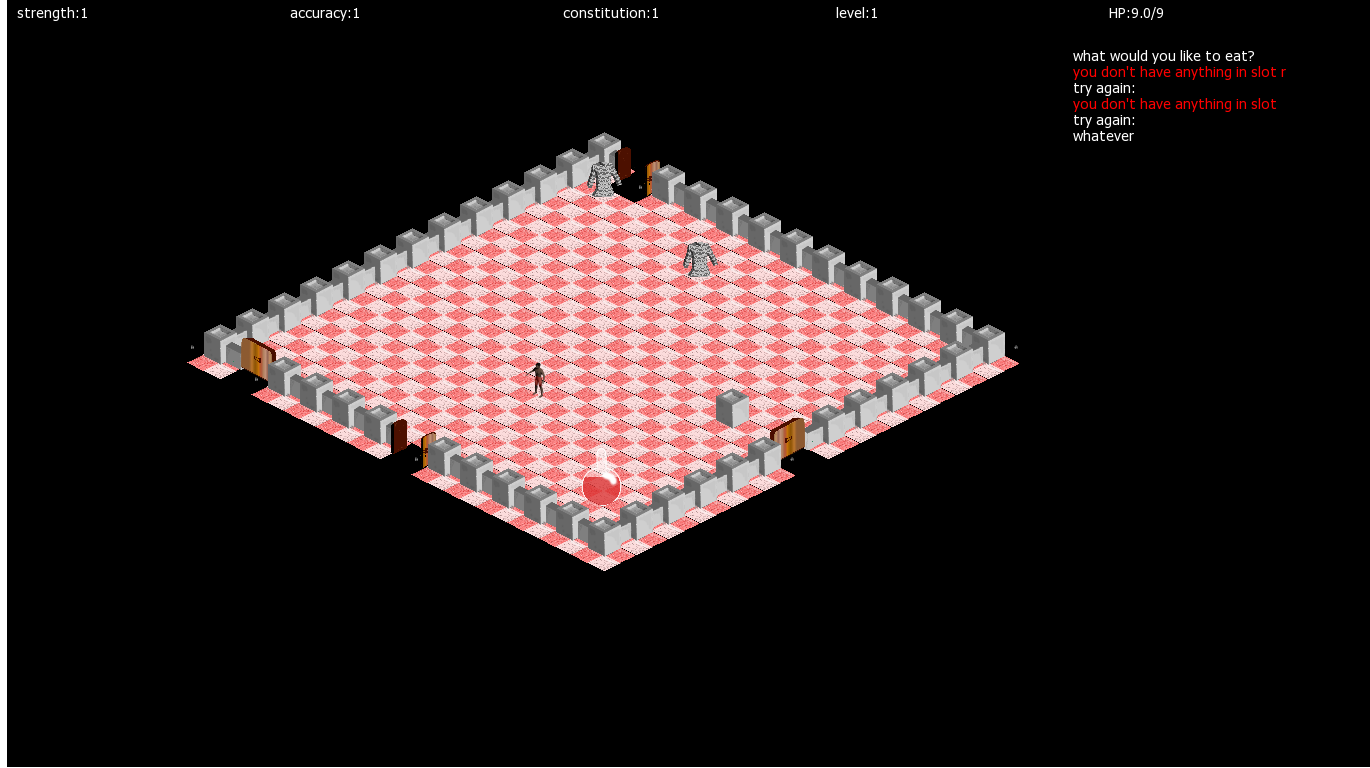 strength:1 accuracy:1 constitution:1 level:1 HP:9.0/9
what would you like to eat?
you don't have anything in slot r
try again:
you don't have anything in slot
try again:
whatever